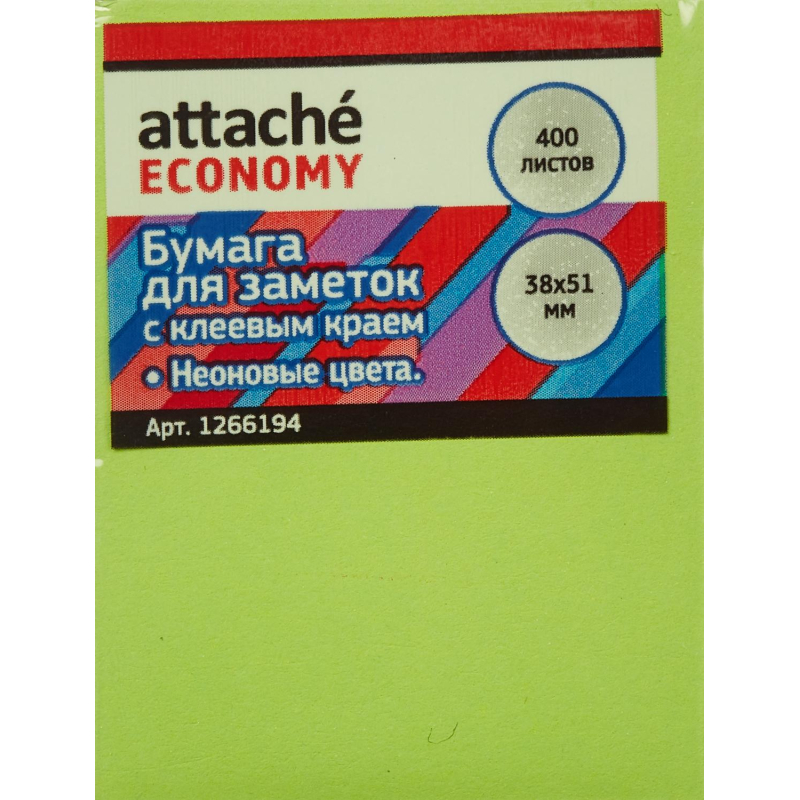 attaché
ECONOMY
400
листов
Бумага
для заметок
с клеевым краем
• Неоновые цвета.
38x51
мм
Арт. 1266194